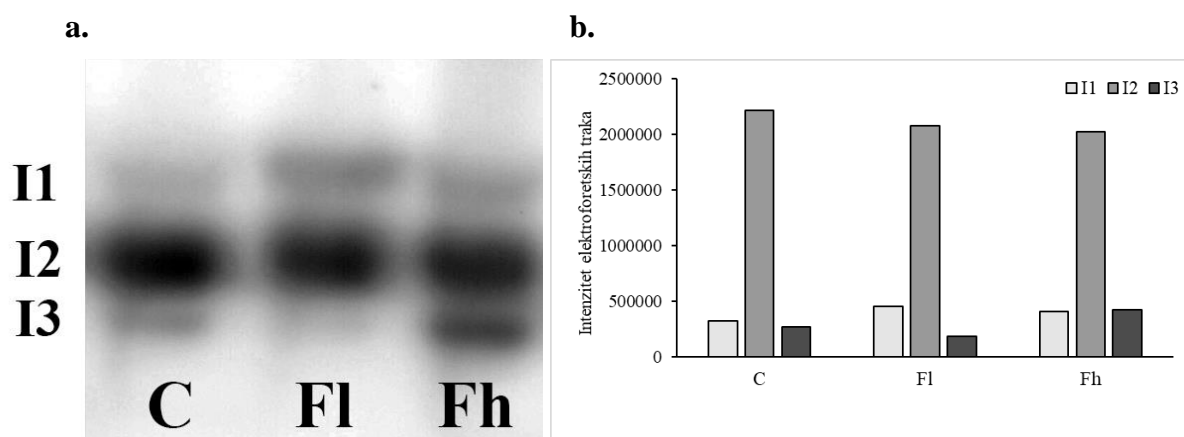 a.
I1
I2
I3
C Fl Fh
b.
I1 I2 I3
Intenzitet elektroforetskih traka
2500000
2000000
1500000
1000000
500000
0
C Fl Fh